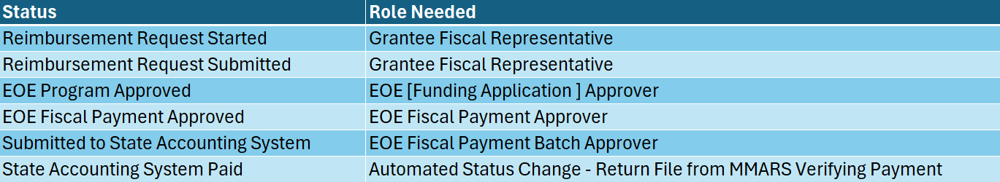 Status Role Needed
Reimbursement Request Started Grantee Fiscal Representative
Reimbursement Request Submitted Grantee Fiscal Representative
EOE Program Approved EOE [Funding Application ] Approver
EOE Fiscal Payment Approved EOE Fiscal Payment Approver
Submitted to State Accounting System EOE Fiscal Payment Batch Approver
State Accounting System Paid Automated Status Change - Return File from MMARS Verifying Payment